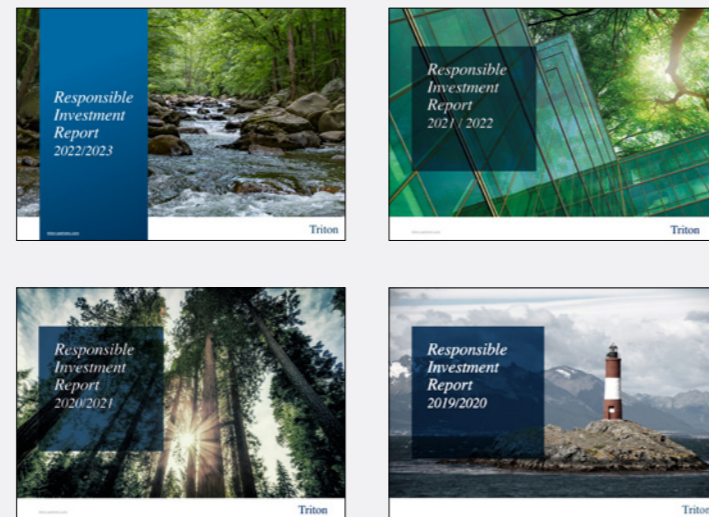 Responsible
Investment
Report
2022/2023
Triton
Responsible
Investment
Report
2021 / 2022
Triton
Responsible
Investment
Report
2020/2021
Triton
Responsible
Investment
Report
2019/2020
Triton